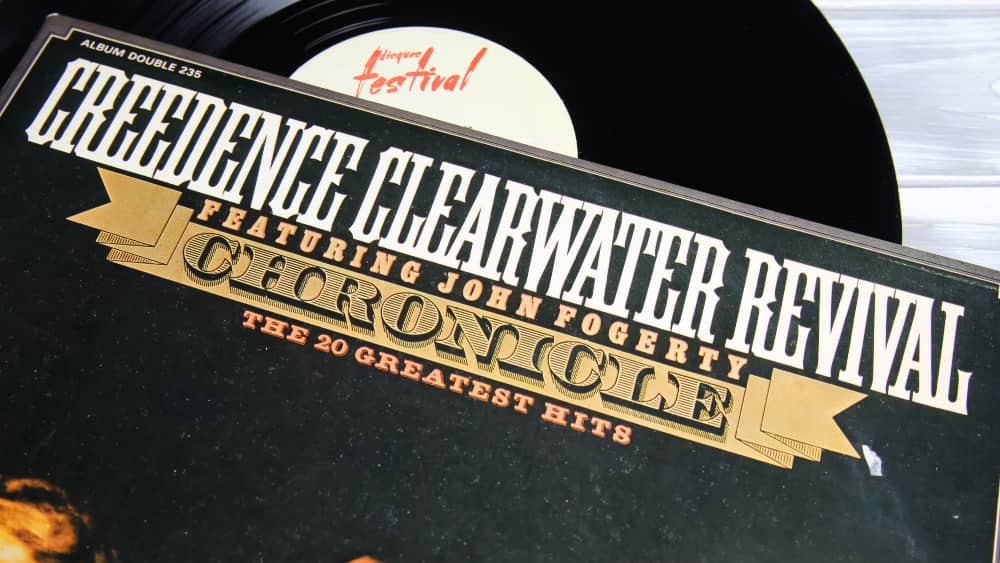 disques
festival
ALBUM DOUBLE 235
CREEDENCE CLEARWATER REVIVAL
FEATURING JOHN FOGERTY
CHRONICLE
THE 20 GREATEST HITS